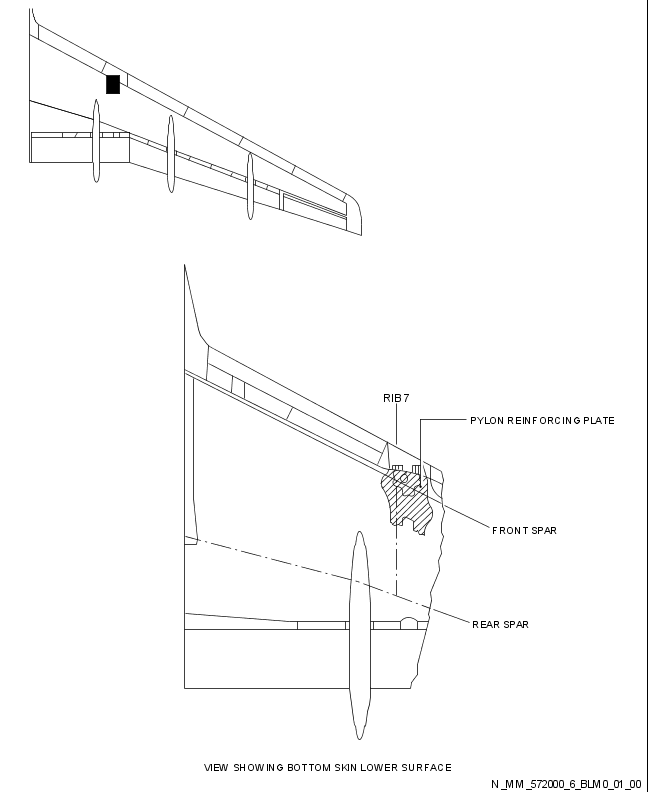 RIB7
PYLON REINFORCING PLATE
FRONT SPAR
REAR SPAR
VIEW SHOWING BOTTOM SKIN LOWER SURFACE
N_MM_572000_6_BLM0_01_00